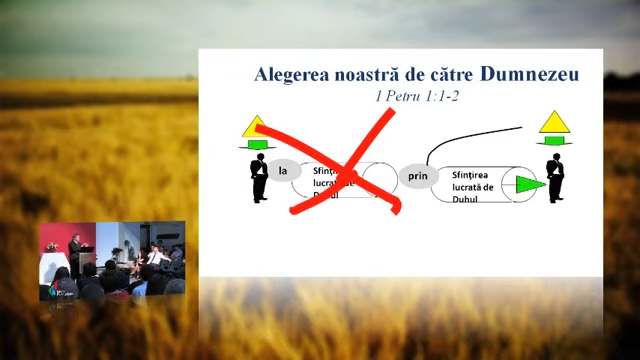 Alegerea noastră de către Dumnezeu
1 Petru 1:1-2
la
Sfințirea
lucrată de
Duhul
prin
Sfințirea
lucrată de
Duhul